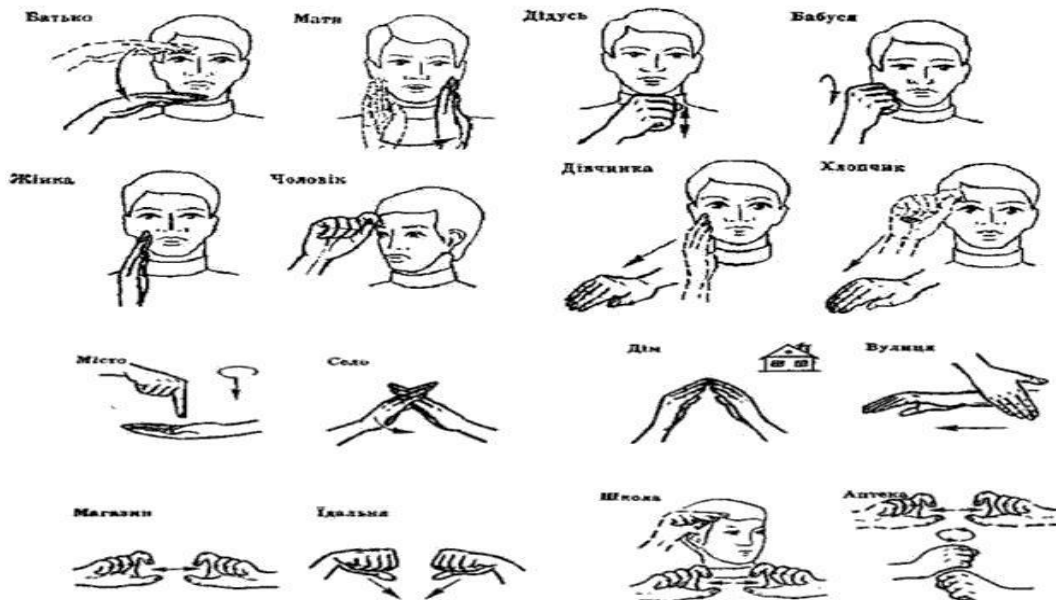 Батько Мати Дідусь Бабуся
Жінка Чоловік Дівчинка Хлопчик
Місто Село Дім Вулиця
Магазин Їдальня Школа Аптека